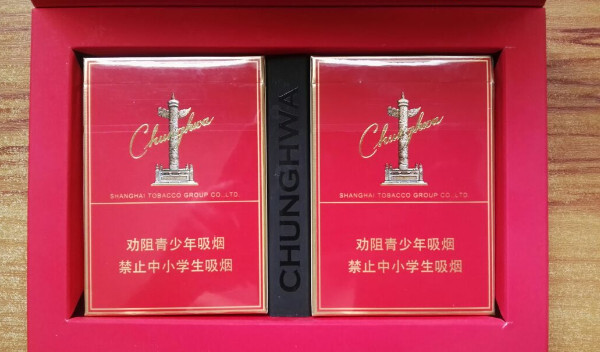 Chunghwa
SHANGHAI TOBACCO GROUP CO.,LTD.
劝阻青少年吸烟
禁止中小学生吸烟
CHUNGHWA
Chunghwa
SHANGHAI TOBACCO GROUP CO.,LTD.
劝阻青少年吸烟
禁止中小学生吸烟